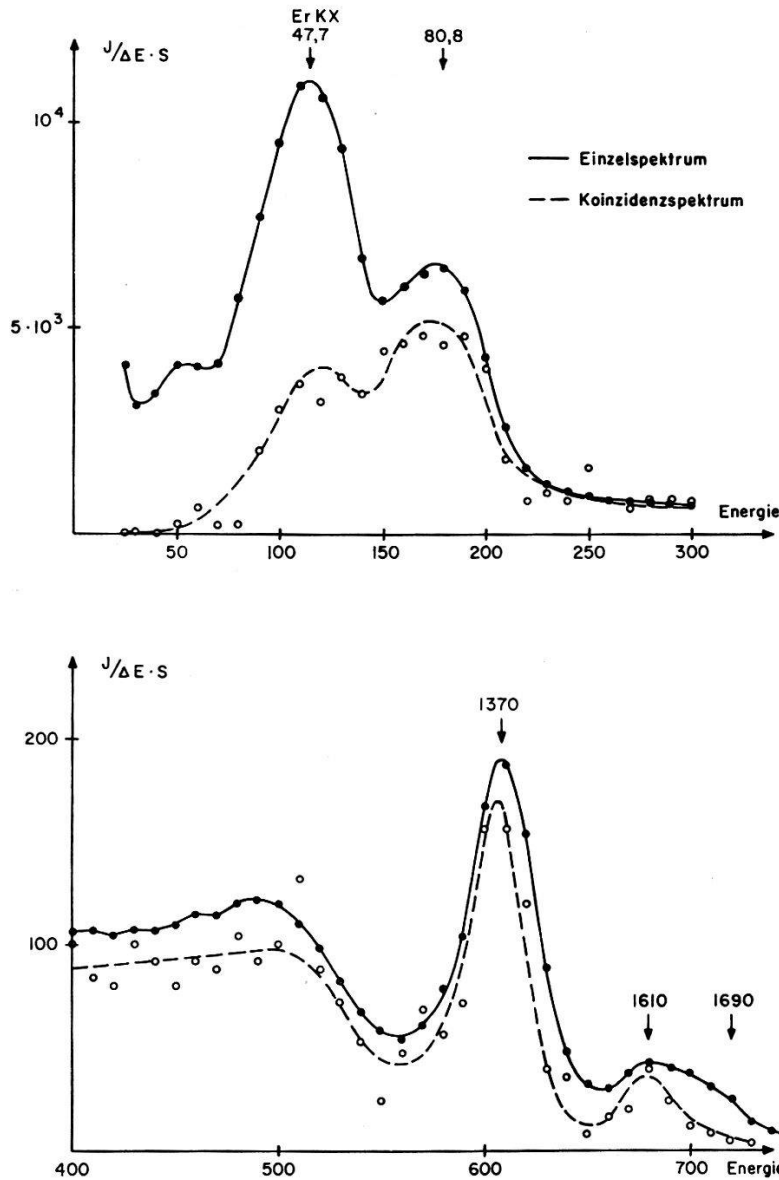 J/ΔE·S
Er KX
47,7
80,8
10⁴
Einzelspektrum
Koinzidenzspektrum
5·10³
Energie
50
100
150
200
250
300
J/ΔE·S
1370
200
100
1610
1690
400
500
600
700
Energie